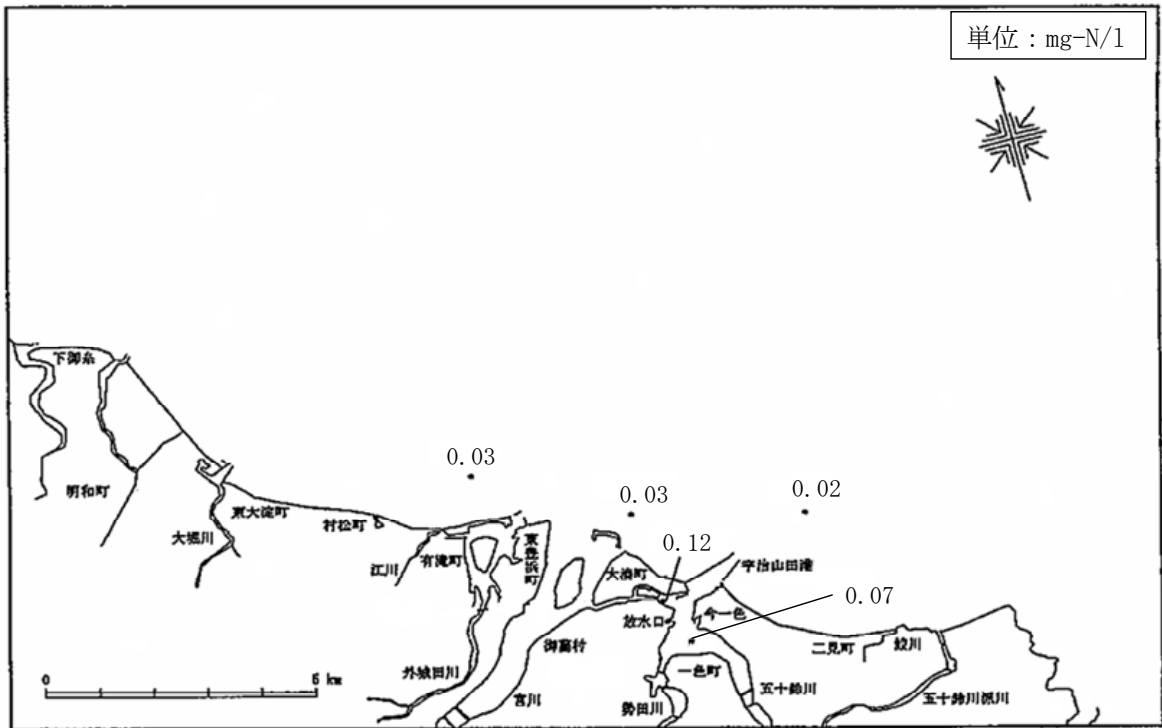 単位：mg-N/l
下御糸
0.03
0.03
0.02
明和町
東大淀町
村松町
大堀川
江川
有滝町
東豊浜町
大湊町
0.12
宇治山田港
0.07
放水口
今一色
二見町
鮫川
御薗村
外城田川
一色町
宮川
勢田川
五十鈴川
五十鈴川派川
0
6 km